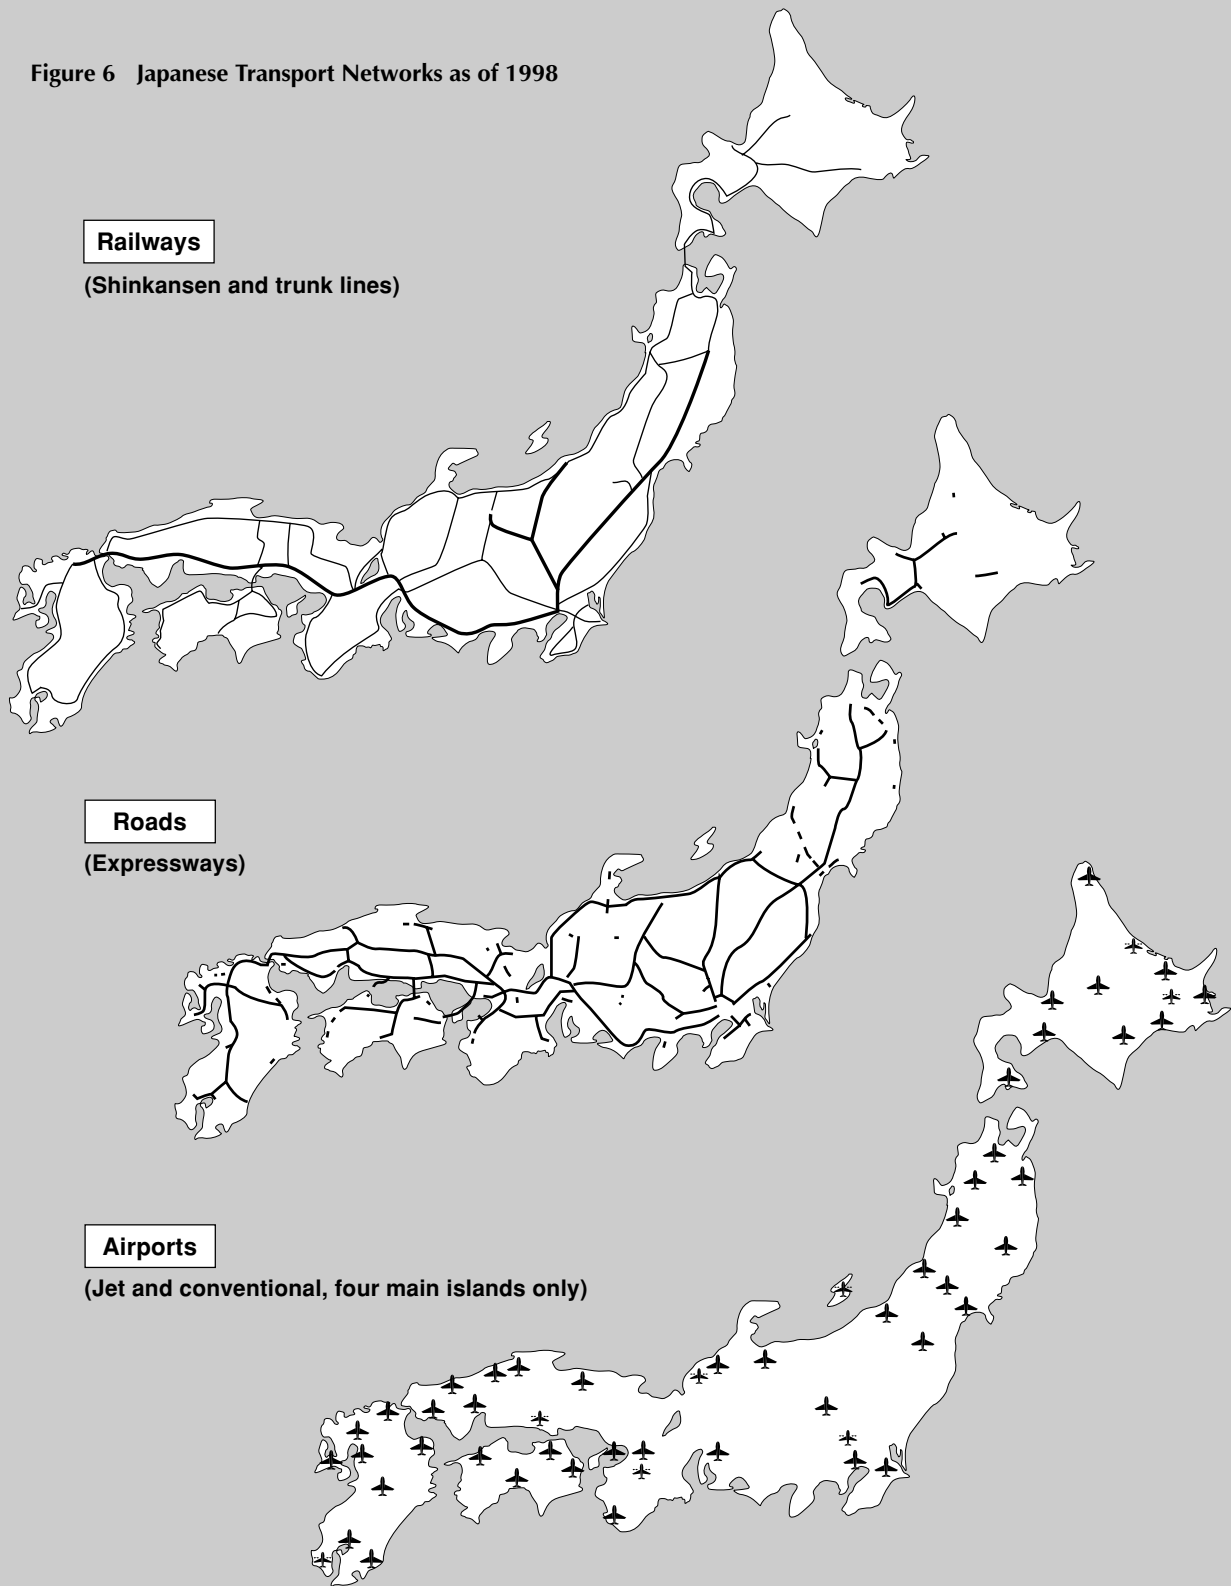 Figure 6 Japanese Transport Networks as of 1998
Railways
(Shinkansen and trunk lines)
Roads
(Expressways)
Airports
(Jet and conventional, four main islands only)